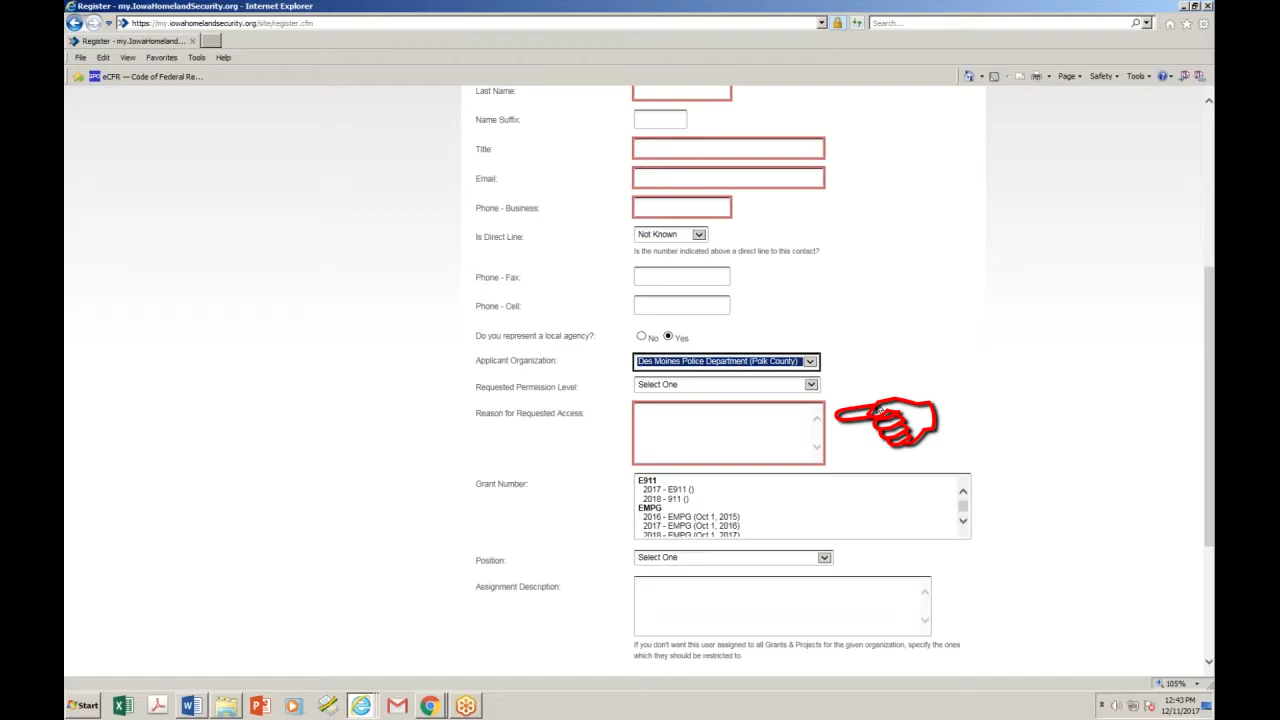 Register - my.IowaHomelandSecurity.org - Internet Explorer
https://my.iowahomelandsecurity.org/site/register.cfm
Search...
Register - my.IowaHomeland...
File Edit View Favorites Tools Help
GPO eCFR — Code of Federal Re...
Page Safety Tools
Last Name:
Name Suffix:
Title:
Email:
Phone - Business:
Is Direct Line: Not Known
Is the number indicated above a direct line to this contact?
Phone - Fax:
Phone - Cell:
Do you represent a local agency?: No Yes
Applicant Organization: Des Moines Police Department (Polk County)
Requested Permission Level: Select One
Reason for Requested Access:
Grant Number:
E911
2017 - E911 ()
2018 - 911 ()
EMPG
2016 - EMPG (Oct 1, 2015)
2017 - EMPG (Oct 1, 2016)
2018 - EMPG (Oct 1, 2017)
Position: Select One
Assignment Description:
If you don't want this user assigned to all Grants & Projects for the given organization, specify the ones
which they should be restricted to
105%
Start
12:43 PM
12/11/2017